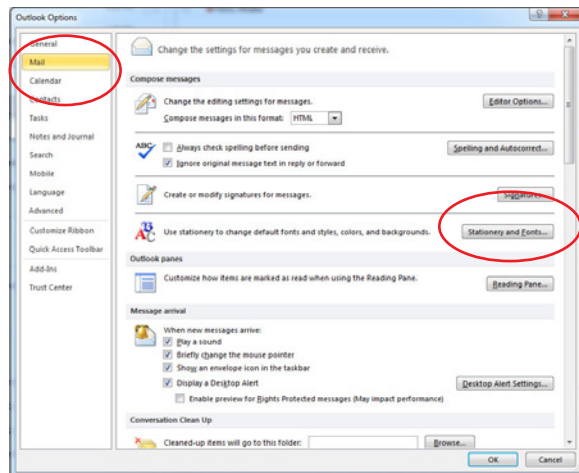 Outlook Options
General
Mail
Calendar
Contacts
Tasks
Notes and Journal
Search
Mobile
Language
Advanced
Customize Ribbon
Quick Access Toolbar
Add-Ins
Trust Center
Change the settings for messages you create and receive.
Compose messages
Change the editing settings for messages.
Editor Options...
Compose messages in this format: HTML
ABC
Always check spelling before sending
Spelling and Autocorrect...
Ignore original message text in reply or forward
Create or modify signatures for messages.
Signatures...
Use stationery to change default fonts and styles, colors, and backgrounds.
Stationery and Fonts...
Outlook panes
Customize how items are marked as read when using the Reading Pane.
Reading Pane...
Message arrival
When new messages arrive:
Play a sound
Briefly change the mouse pointer
Show an envelope icon in the taskbar
Display a Desktop Alert
Desktop Alert Settings...
Enable preview for Rights Protected messages (May impact performance)
Conversation Clean Up
Cleaned-up items will go to this folder:
Browse...
OK
Cancel